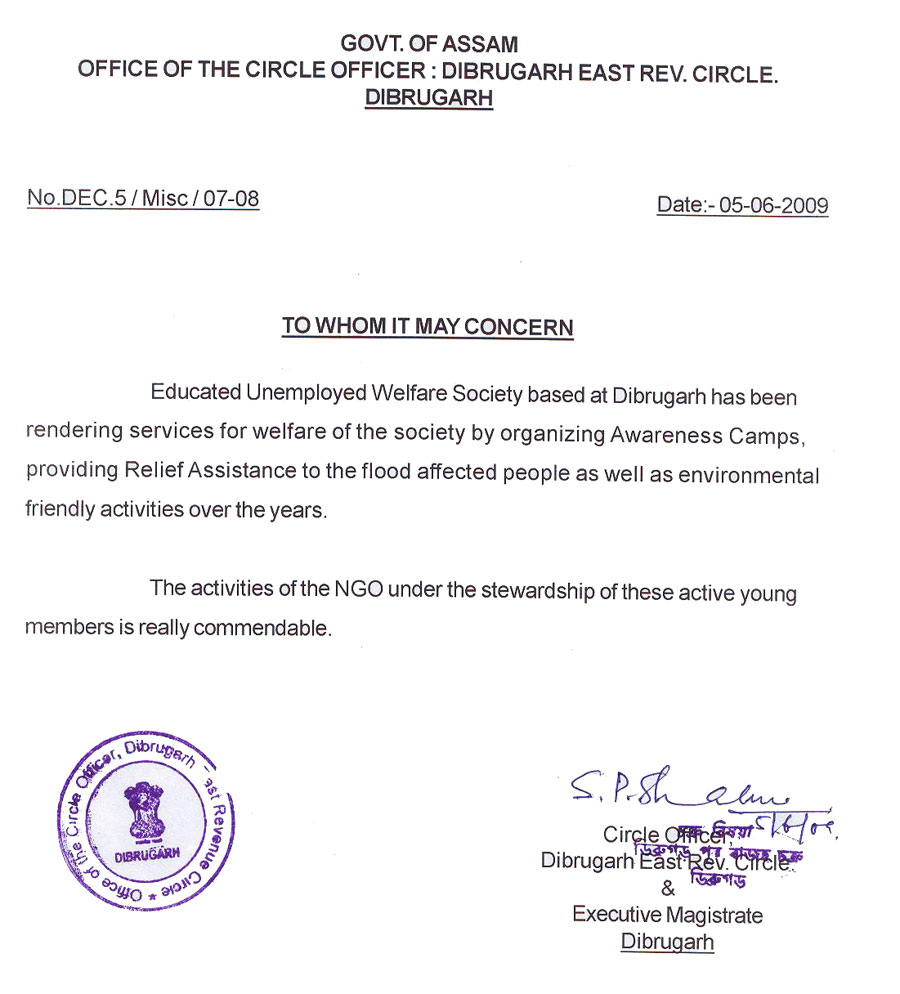 GOVT. OF ASSAM
OFFICE OF THE CIRCLE OFFICER : DIBRUGARH EAST REV. CIRCLE.
DIBRUGARH
No.DEC.5 / Misc / 07-08
Date:- 05-06-2009
TO WHOM IT MAY CONCERN
Educated Unemployed Welfare Society based at Dibrugarh has been
rendering services for welfare of the society by organizing Awareness Camps,
providing Relief Assistance to the flood affected people as well as environmental
friendly activities over the years.
The activities of the NGO under the stewardship of these active young
members is really commendable.
Office of the Circle Officer, Dibrugarh East Revenue Circle *
DIBRUGARH
S. P. Sh
5/6/09.
Circle Officer,
Dibrugarh East Rev. Circle.
ডিব্ৰুগড়
&
Executive Magistrate
Dibrugarh